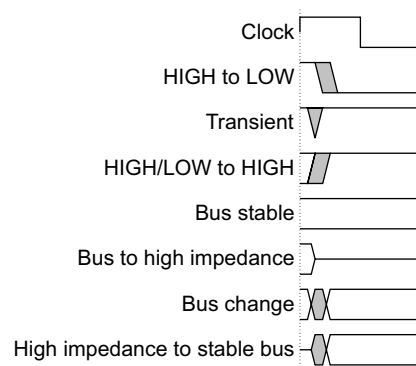 Clock
HIGH to LOW
Transient
HIGH/LOW to HIGH
Bus stable
Bus to high impedance
Bus change
High impedance to stable bus